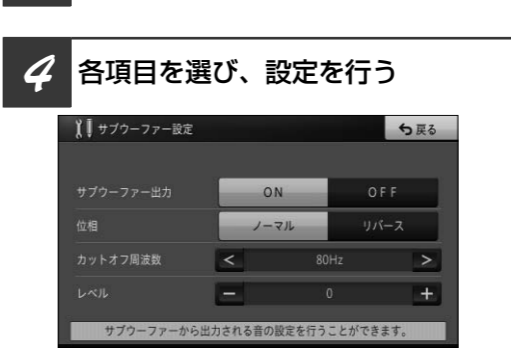 4 各項目を選び、設定を行う
サブウーファー設定 戻る
サブウーファー出力 ON OFF
位相 ノーマル リバース
カットオフ周波数 < 80Hz >
レベル − 0 +
サブウーファーから出力される音の設定を行うことができます。